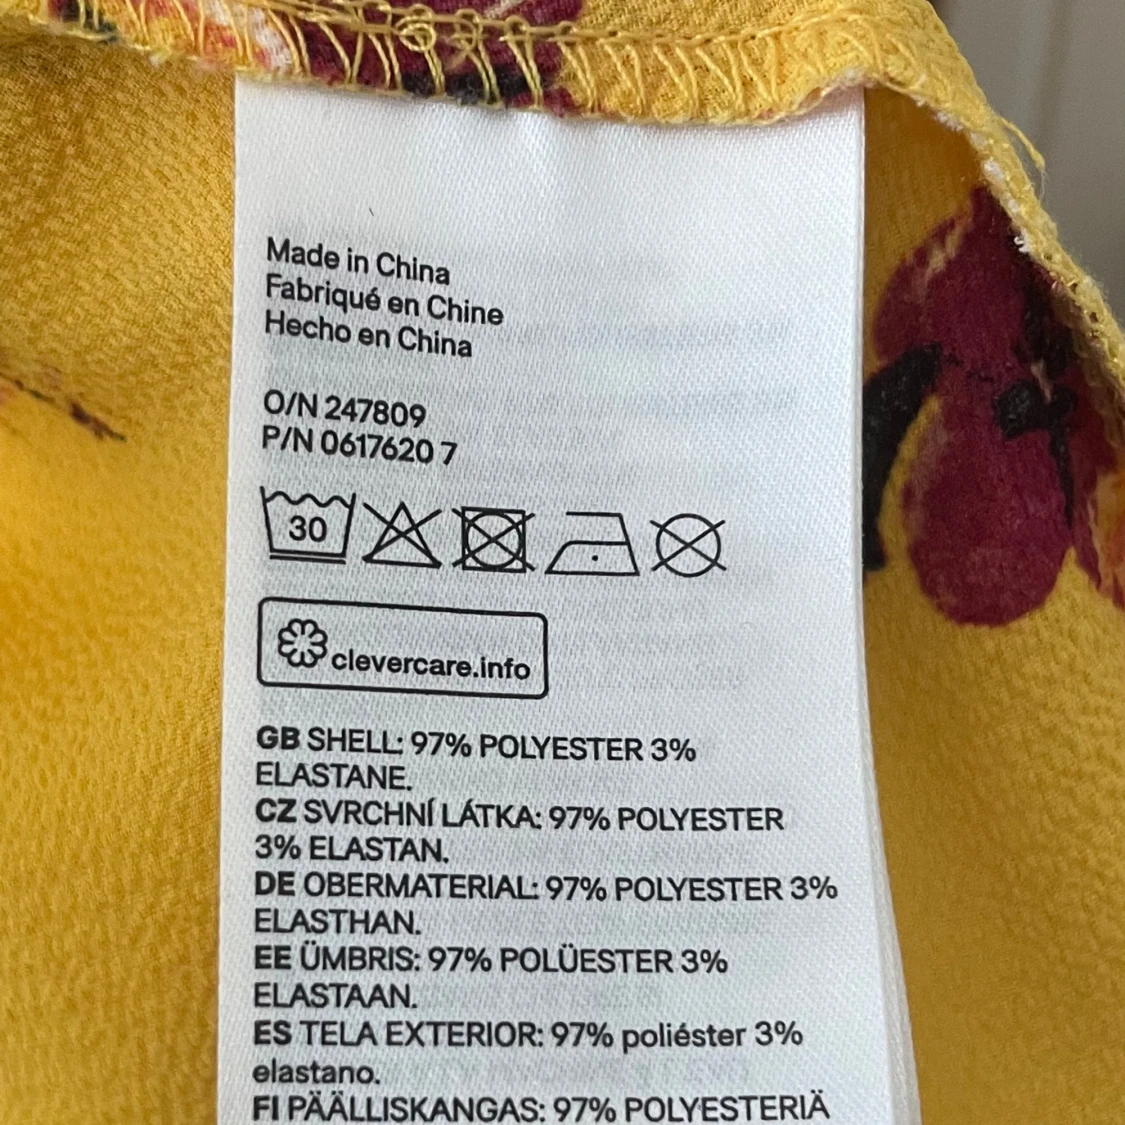 Made in China
Fabriqué en Chine
Hecho en China
O/N 247809
P/N 0617620 7
30
clevercare.info
GB SHELL: 97% POLYESTER 3%
ELASTANE.
CZ SVRCHNÍ LÁTKA: 97% POLYESTER
3% ELASTAN.
DE OBERMATERIAL: 97% POLYESTER 3%
ELASTHAN.
EE ÜMBRIS: 97% POLÜESTER 3%
ELASTAAN.
ES TELA EXTERIOR: 97% poliéster 3%
elastano.
FI PÄÄLLISKANGAS: 97% POLYESTERIÄ